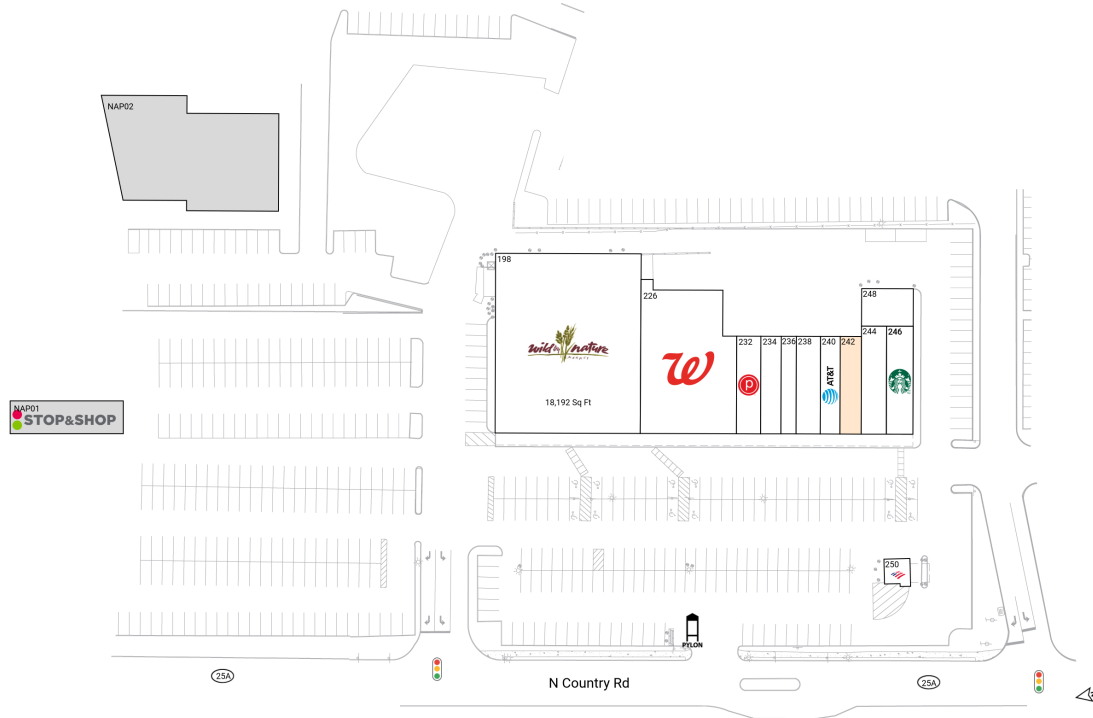 NAP02
198
226
248
232
234
236
238
240
242
244
246
wild by nature
MARKET
W
p
AT&T
18,192 Sq Ft
NAP01
STOP&SHOP
250
PYLON
25A
N Country Rd
25A